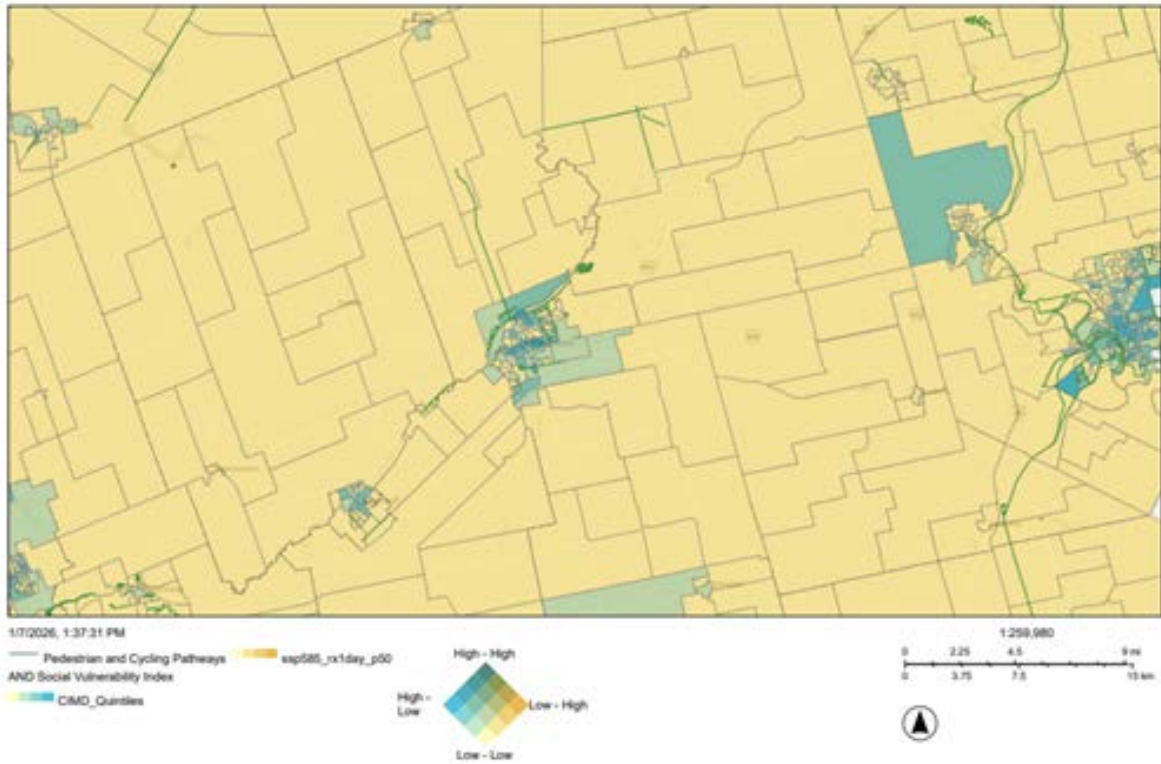 1/7/2026, 1:37:31 PM
Pedestrian and Cycling Pathways
ssp585_rx1day_p50
AND Social Vulnerability Index
CIMD_Quintiles
High - High
High - Low
Low - High
Low - Low
1:259,980
0 2.25 4.5 9 mi
0 3.75 7.5 15 km